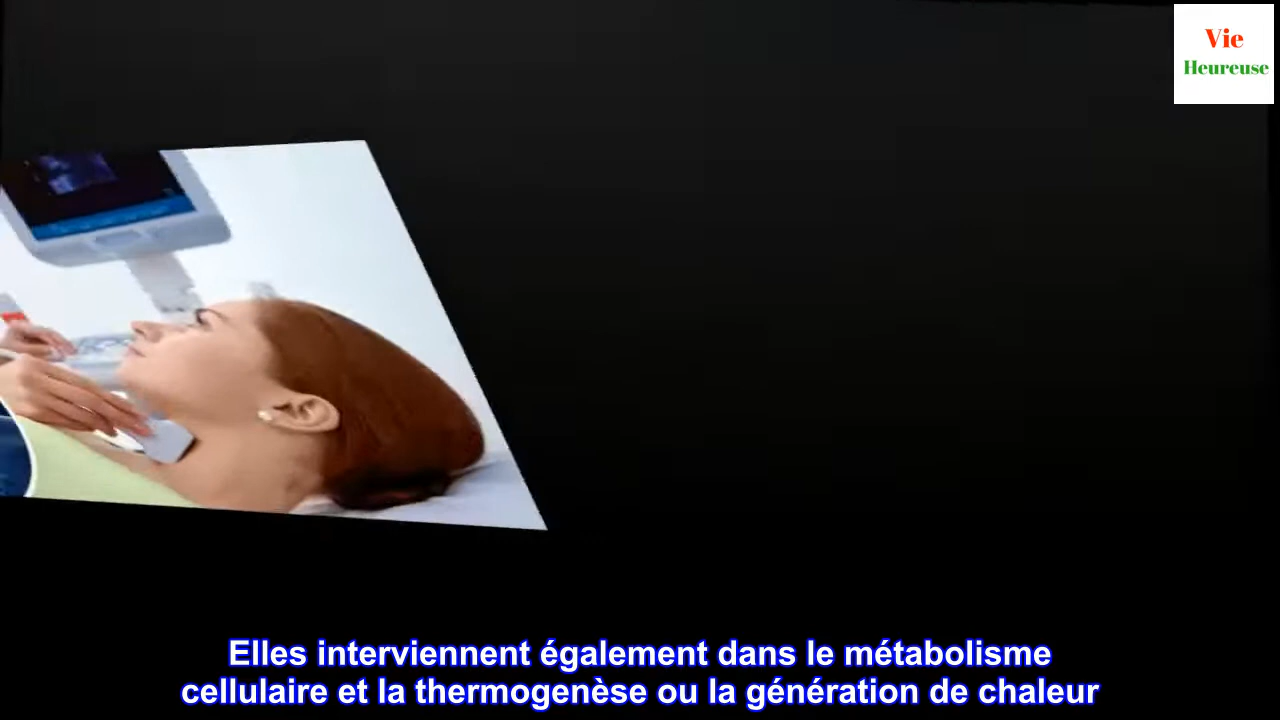 Vie
Heureuse
Elles interviennent également dans le métabolisme
cellulaire et la thermogenèse ou la génération de chaleur